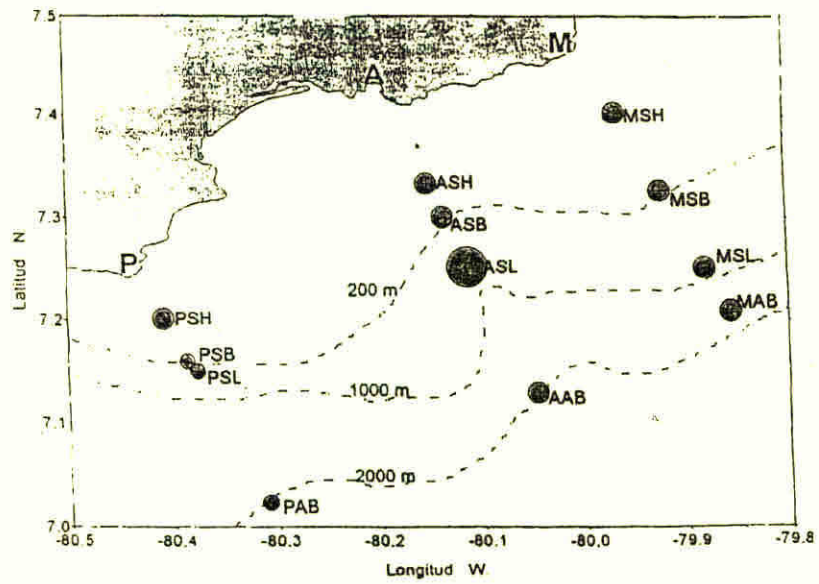 7.5
M
A
7.4
MSH
ASH
MSB
7.3
ASB
Latitud N
ASL
MSL
P
200 m
MAB
7.2
PSH
PSB
PSL
1000 m
AAB
7.1
2000 m
PAB
7.0
-80.5
-80.4
-80.3
-80.2
-80.1
-80.0
-79.9
-79.8
Longitud W.